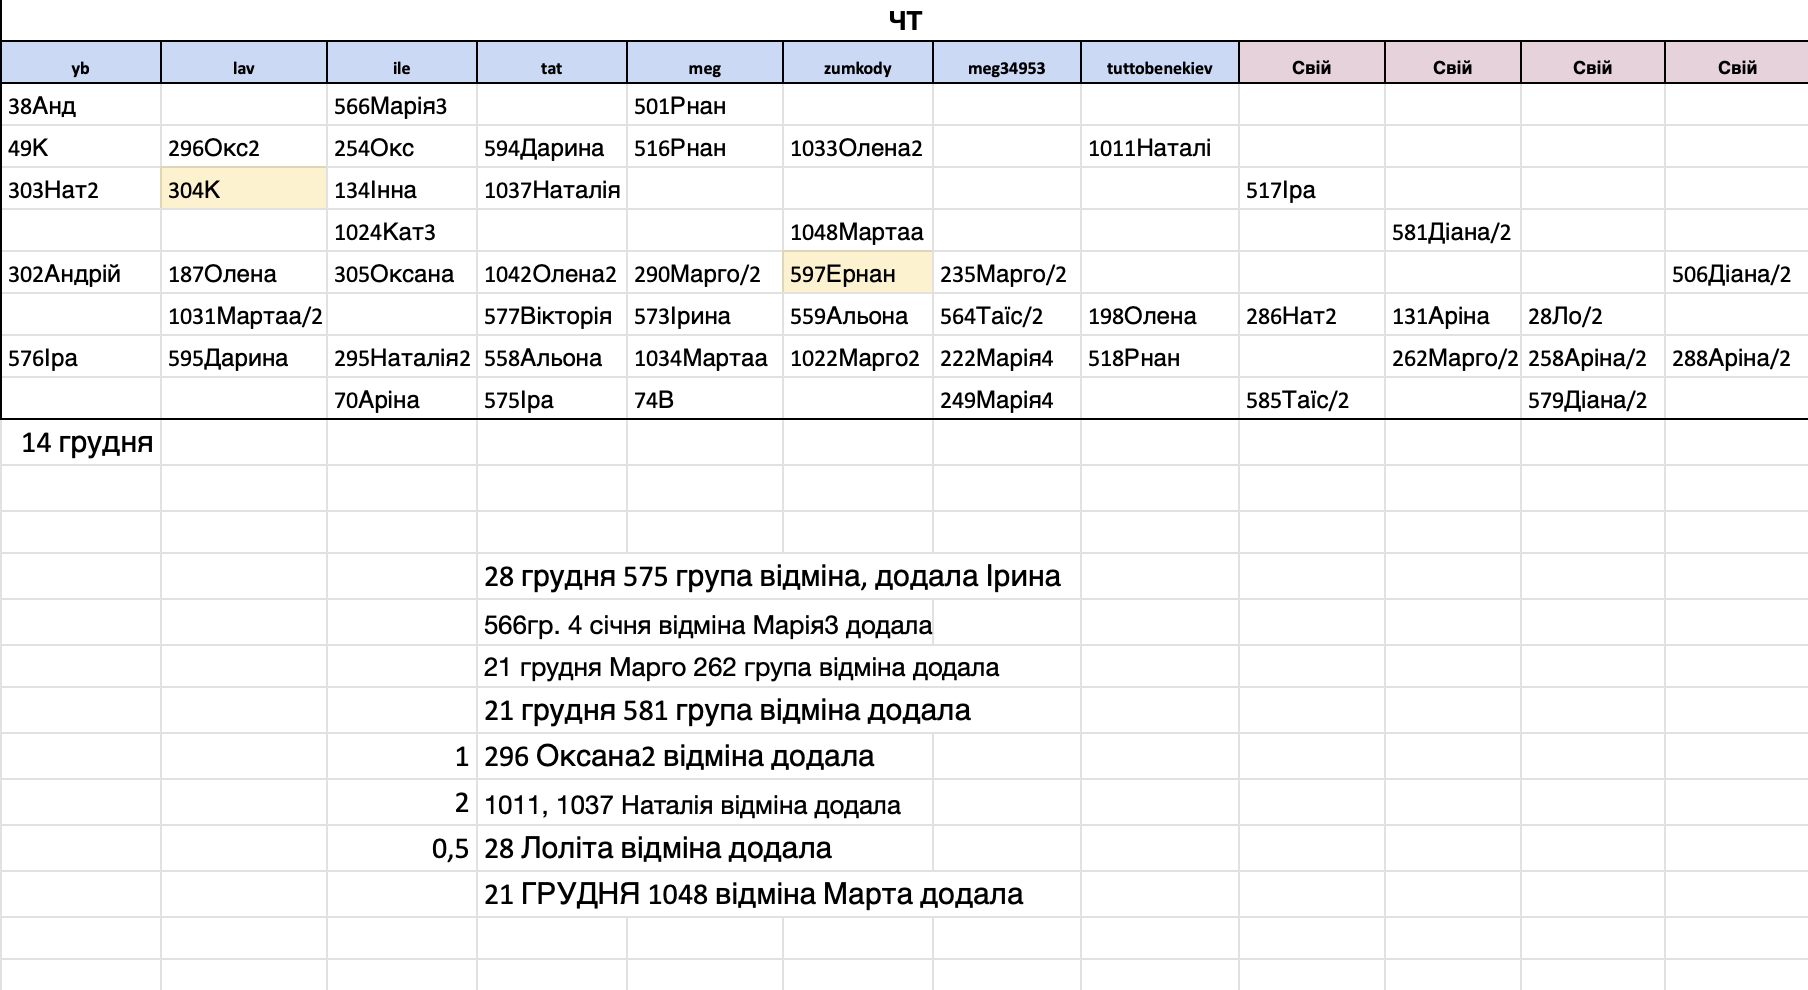 ЧТ
yb lav ile tat meg zumkody meg34953 tuttobenekiev Свій Свій Свій Свій
38Анд 566Марія3 501Рнан
49К 296Окс2 254Окс 594Дарина 516Рнан 1033Олена2 1011Наталі
303Нат2 304К 134Інна 1037Наталія 517Іра
1024Кат3 1048Мартаа 581Діана/2
302Андрій 187Олена 305Оксана 1042Олена2 290Марго/2 597Ернан 235Марго/2 506Діана/2
1031Мартаа/2 577Вікторія 573Ірина 559Альона 564Таїс/2 198Олена 286Нат2 131Аріна 28Ло/2
576Іра 595Дарина 295Наталія2 558Альона 1034Мартаа 1022Марго2 222Марія4 518Рнан 262Марго/2 258Аріна/2 288Аріна/2
70Аріна 575Іра 74В 249Марія4 585Таїс/2 579Діана/2
14 грудня
28 грудня 575 група відміна, додала Ірина
566гр. 4 січня відміна Марія3 додала
21 грудня Марго 262 група відміна додала
21 грудня 581 група відміна додала
1 296 Оксана2 відміна додала
2 1011, 1037 Наталія відміна додала
0,5 28 Лоліта відміна додала
21 ГРУДНЯ 1048 відміна Марта додала